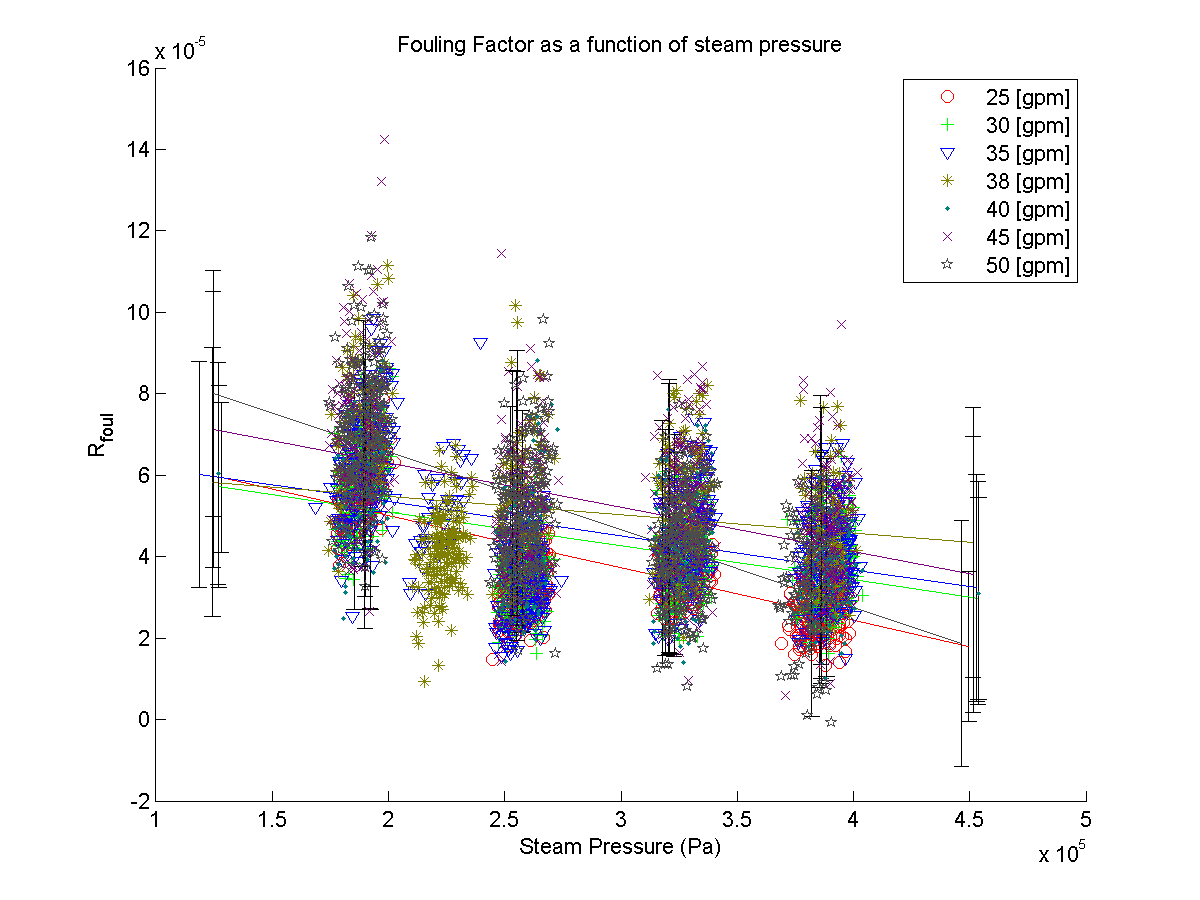 Fouling Factor as a function of steam pressure
x 10^-5
16
14
12
10
8
6
4
2
0
-2
R_foul
25 [gpm]
30 [gpm]
35 [gpm]
38 [gpm]
40 [gpm]
45 [gpm]
50 [gpm]
1 1.5 2 2.5 3 3.5 4 4.5 5
Steam Pressure (Pa)
x 10^5